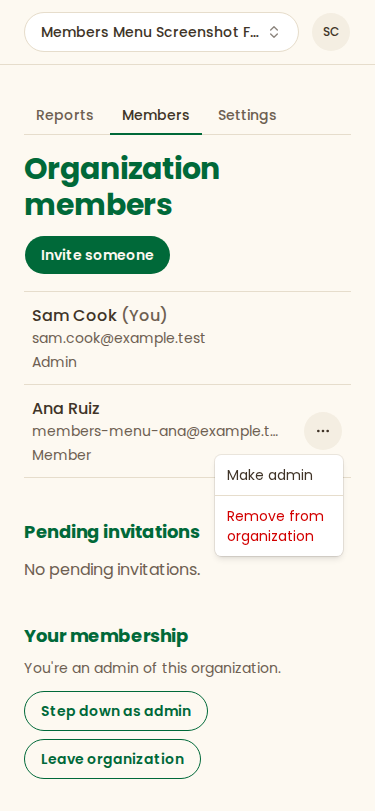 Members Menu Screenshot F…
SC
Reports Members Settings
Organization
members
Invite someone
Sam Cook (You)
sam.cook@example.test
Admin
Ana Ruiz
members-menu-ana@example.t…
Member
Make admin
Remove from
organization
Pending invitations
No pending invitations.
Your membership
You're an admin of this organization.
Step down as admin
Leave organization